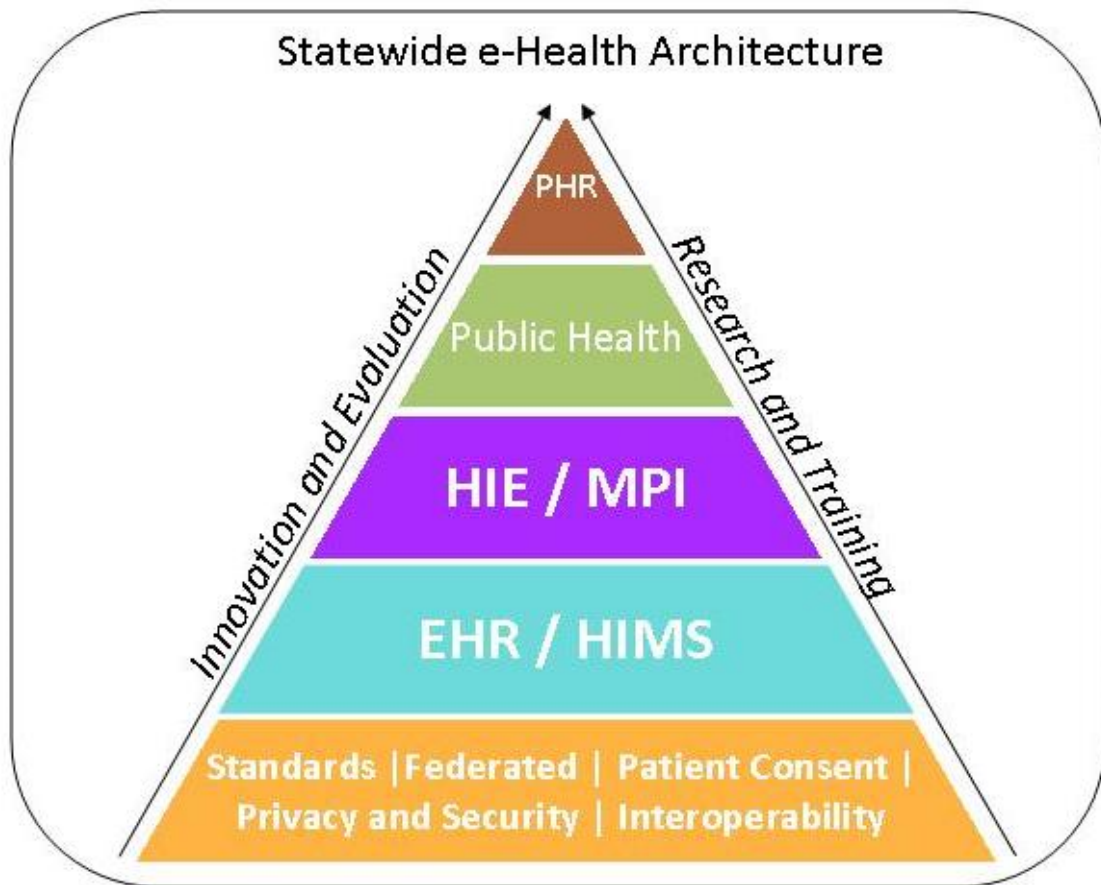 Statewide e-Health Architecture
PHR
Public Health
HIE / MPI
EHR / HIMS
Standards |Federated | Patient Consent |
Privacy and Security | Interoperability
Innovation and Evaluation
Research and Training